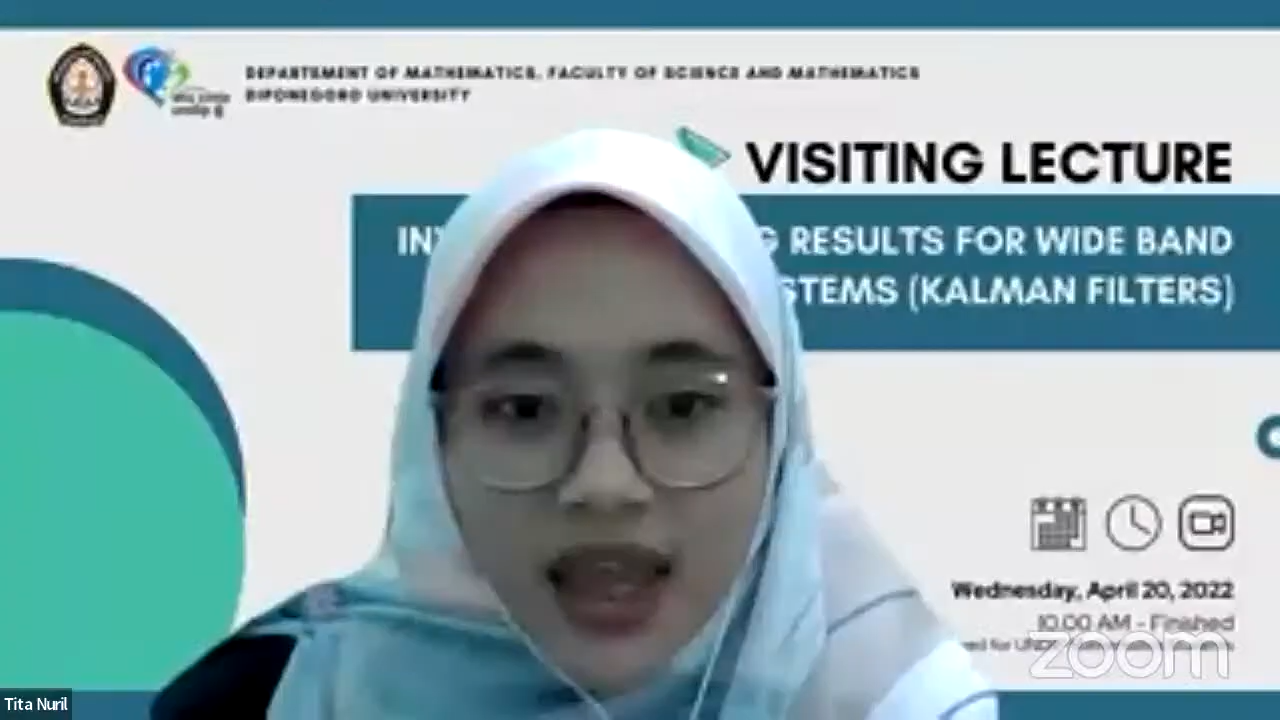 DEPARTEMENT OF MATHEMATICS, FACULTY OF SCIENCE AND MATHEMATICS
DIPONEGORO UNIVERSITY
VISITING LECTURE
RESULTS FOR WIDE BAND
(KALMAN FILTERS)
Wednesday, April 20, 2022
10.00 AM - Finished
zoom
Tita Nuril